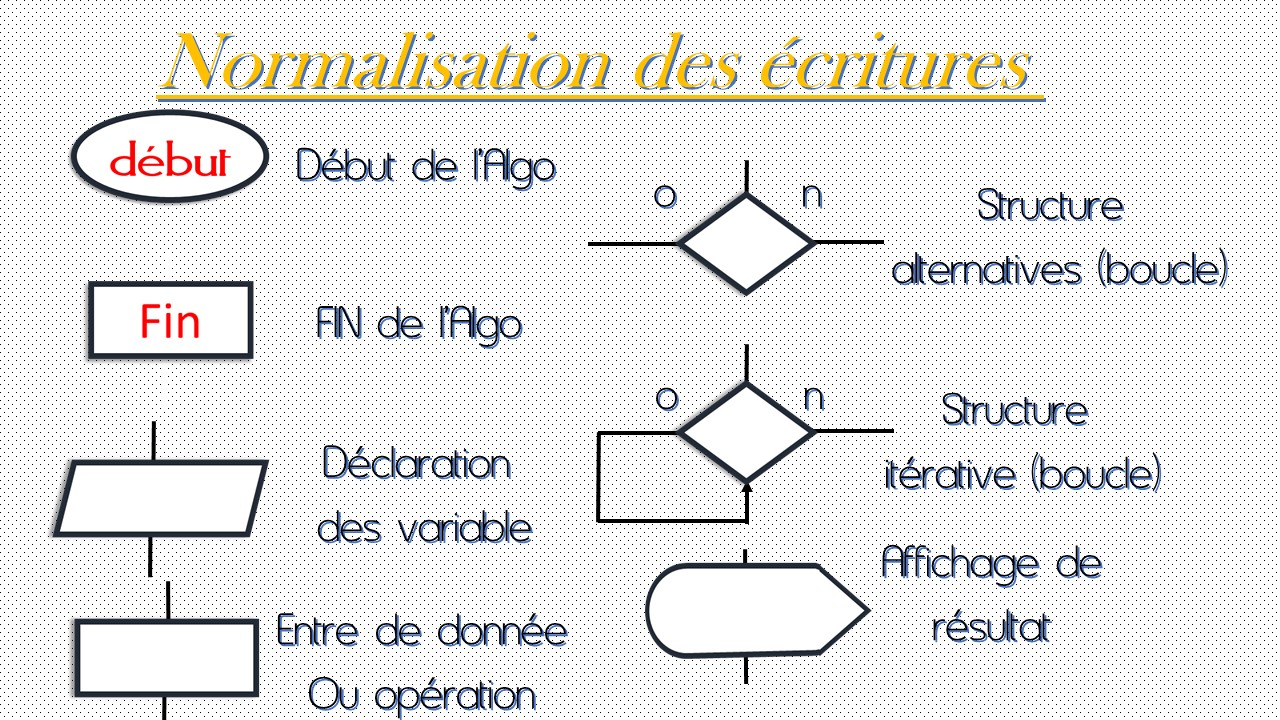 Normalisation des écritures
début
Début de l'Algo
Fin
FIN de l'Algo
Déclaration
des variable
Entre de donnée
Ou opération
o n
Structure
alternatives (boucle)
o n
Structure
itérative (boucle)
Affichage de
résultat